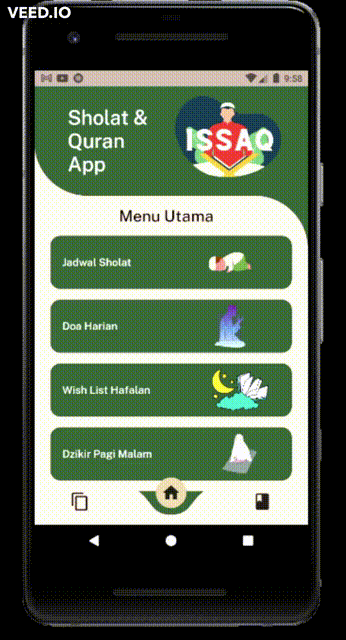 VEED.IO
9:58
Sholat &
Quran
App
ISSAQ
Menu Utama
Jadwal Sholat
Doa Harian
Wish List Hafalan
Dzikir Pagi Malam